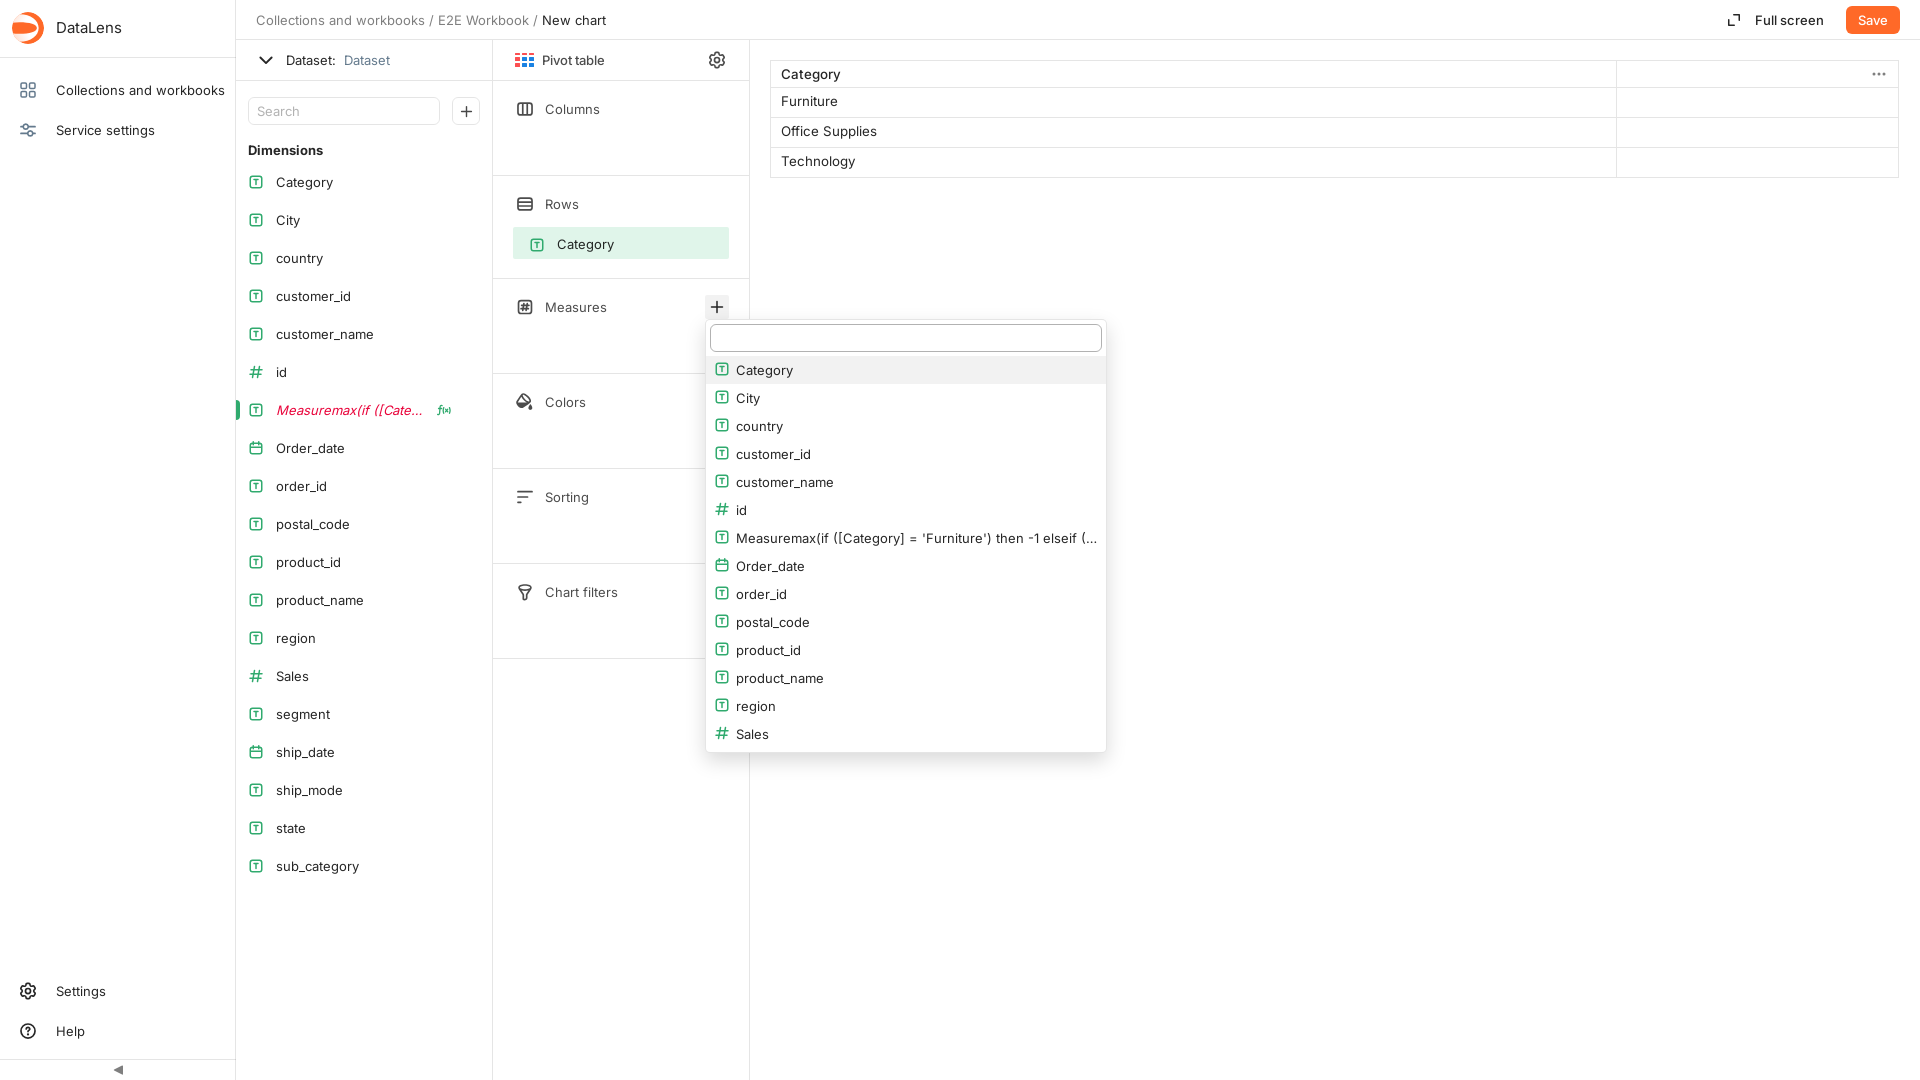 DataLens
Collections and workbooks / E2E Workbook / New chart
Full screen
Save
Collections and workbooks
Service settings
Settings
Help
Dataset: Dataset
Search
Dimensions
Category
City
country
customer_id
customer_name
id
Measuremax(if ([Cate...
Order_date
order_id
postal_code
product_id
product_name
region
Sales
segment
ship_date
ship_mode
state
sub_category
Pivot table
Columns
Rows
Category
Measures
Colors
Sorting
Chart filters
Category
City
country
customer_id
customer_name
id
Measuremax(if ([Category] = 'Furniture') then -1 elseif (...
Order_date
order_id
postal_code
product_id
product_name
region
Sales
Category
Furniture
Office Supplies
Technology